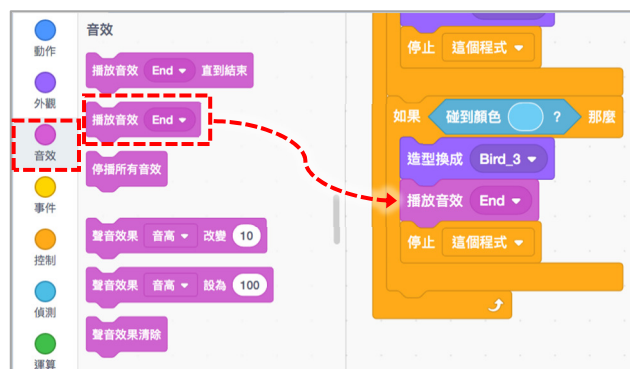 動作
外觀
音效
事件
控制
偵測
運算
音效
播放音效 End 直到結束
播放音效 End
停播所有音效
聲音效果 音高 改變 10
聲音效果 音高 設為 100
聲音效果清除
停止 這個程式
如果 碰到顏色 ? 那麼
造型換成 Bird_3
播放音效 End
停止 這個程式